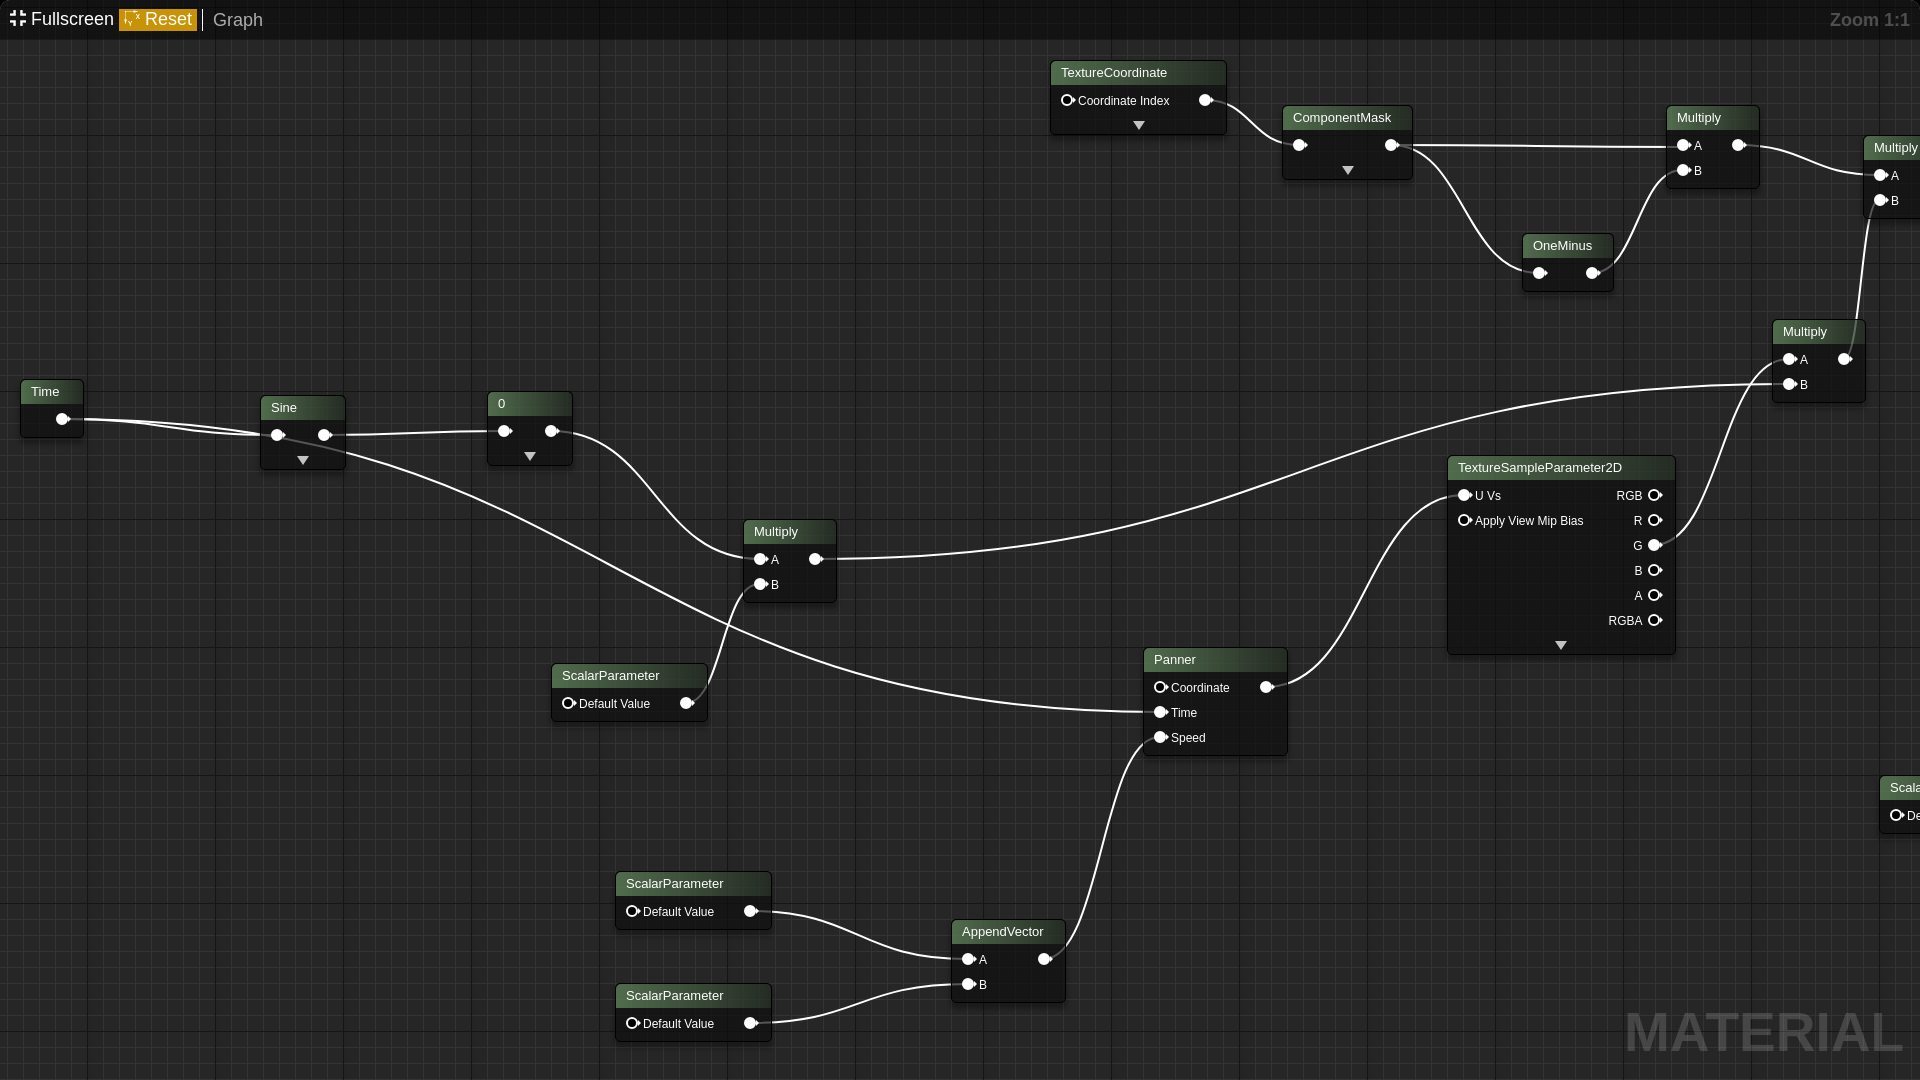 Fullscreen Reset Graph
Zoom 1:1
TextureCoordinate
Coordinate Index
ComponentMask
Multiply
A
B
Multiply
A
B
OneMinus
Multiply
A
B
Time
Sine
0
Multiply
A
B
TextureSampleParameter2D
U Vs
RGB
Apply View Mip Bias
R
G
B
A
RGBA
ScalarParameter
Default Value
Panner
Coordinate
Time
Speed
Scala
De
ScalarParameter
Default Value
AppendVector
A
B
ScalarParameter
Default Value
MATERIAL